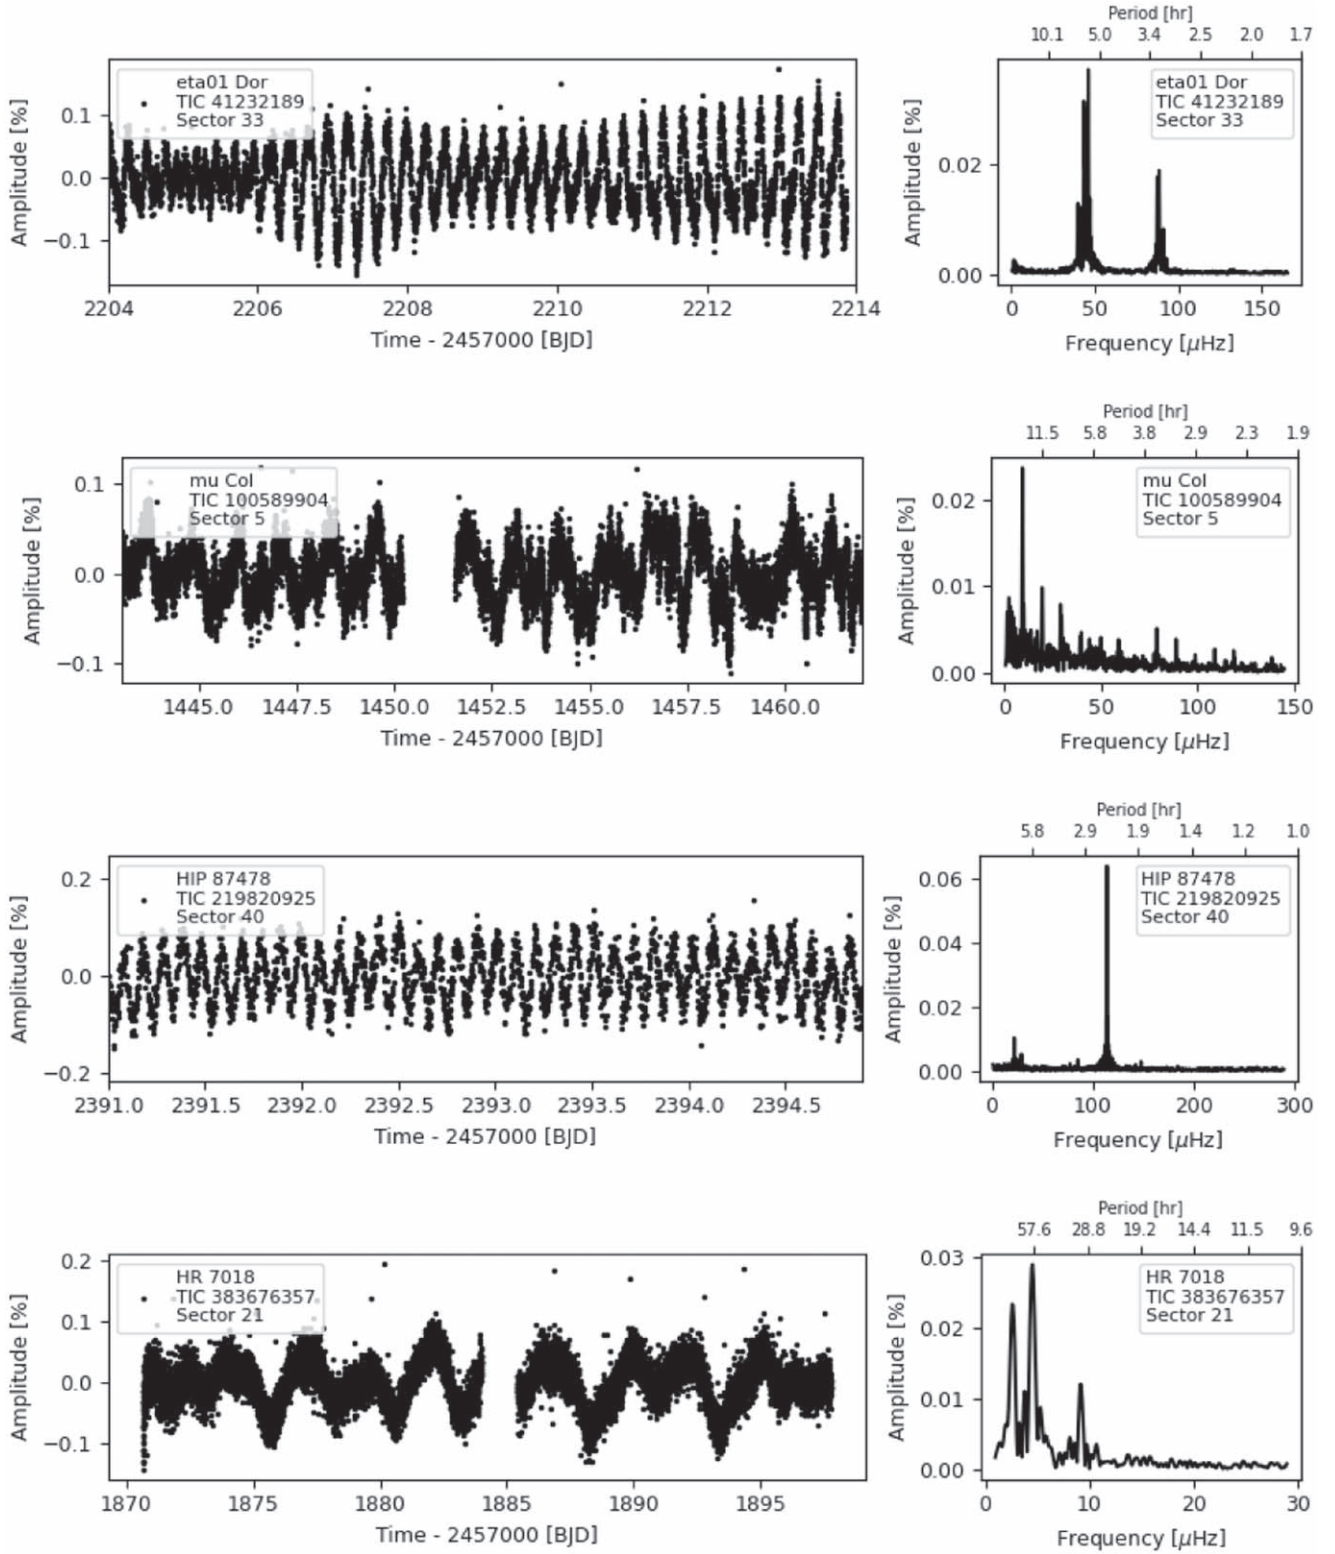 Period [hr]
10.1 5.0 3.4 2.5 2.0 1.7
eta01 Dor
TIC 41232189
Sector 33
0.1
0.0
−0.1
Amplitude [%]
2204 2206 2208 2210 2212 2214
Time - 2457000 [BJD]
eta01 Dor
TIC 41232189
Sector 33
0.02
0.00
Amplitude [%]
0 50 100 150
Frequency [μHz]
Period [hr]
11.5 5.8 3.8 2.9 2.3 1.9
mu Col
TIC 100589904
Sector 5
0.1
0.0
−0.1
Amplitude [%]
1445.0 1447.5 1450.0 1452.5 1455.0 1457.5 1460.0
Time - 2457000 [BJD]
mu Col
TIC 100589904
Sector 5
0.02
0.01
0.00
Amplitude [%]
0 50 100 150
Frequency [μHz]
Period [hr]
5.8 2.9 1.9 1.4 1.2 1.0
HIP 87478
TIC 219820925
Sector 40
0.2
0.0
−0.2
Amplitude [%]
2391.0 2391.5 2392.0 2392.5 2393.0 2393.5 2394.0 2394.5
Time - 2457000 [BJD]
HIP 87478
TIC 219820925
Sector 40
0.06
0.04
0.02
0.00
Amplitude [%]
0 100 200 300
Frequency [μHz]
Period [hr]
57.6 28.8 19.2 14.4 11.5 9.6
HR 7018
TIC 383676357
Sector 21
0.2
0.1
0.0
−0.1
Amplitude [%]
1870 1875 1880 1885 1890 1895
Time - 2457000 [BJD]
HR 7018
TIC 383676357
Sector 21
0.03
0.02
0.01
0.00
Amplitude [%]
0 10 20 30
Frequency [μHz]